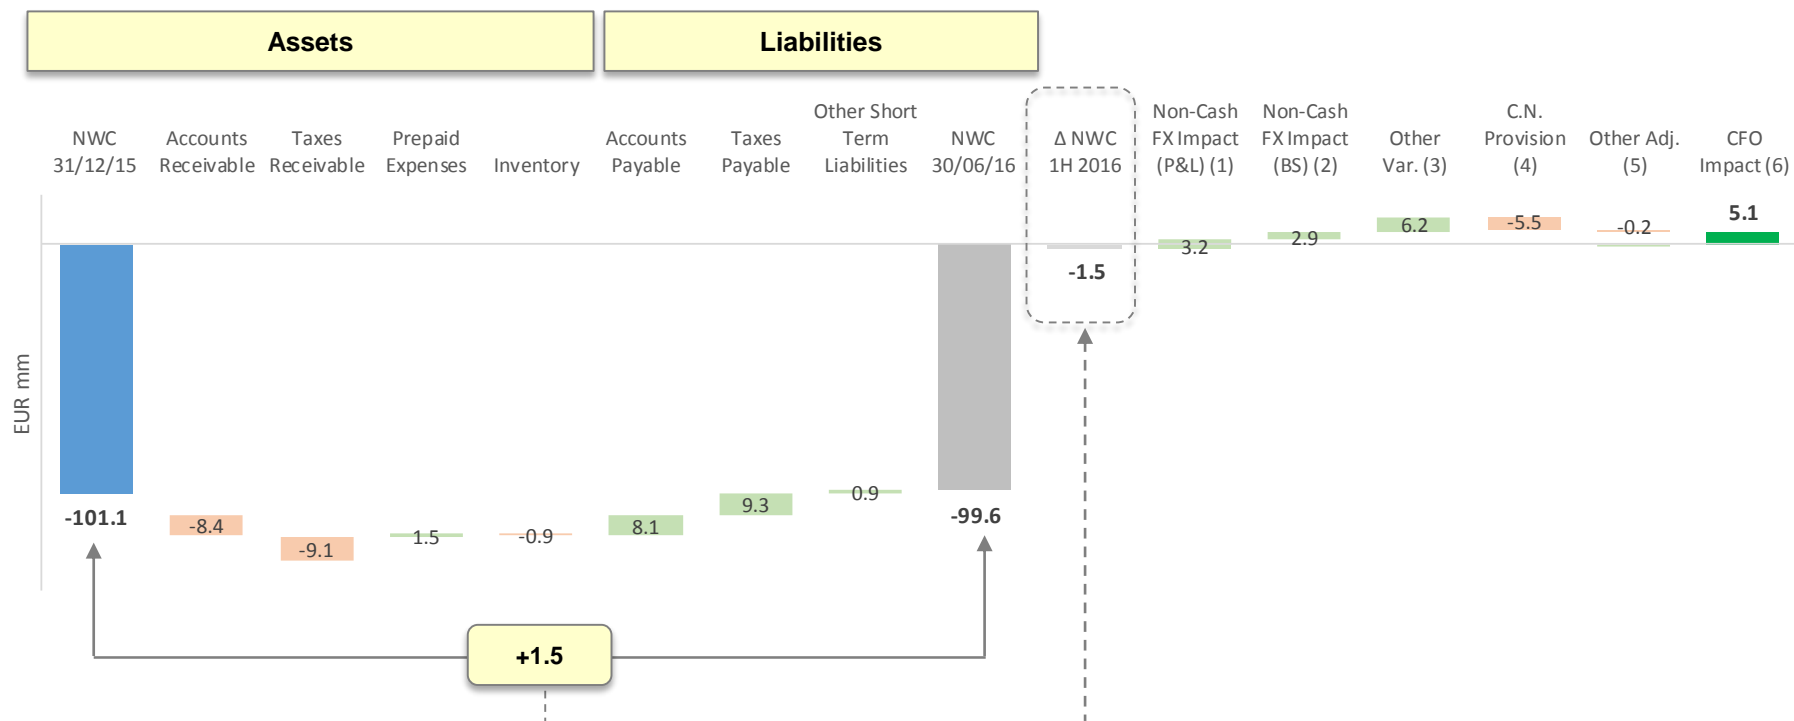 Assets
Liabilities
NWC
31/12/15
Accounts
Receivable
Taxes
Receivable
Prepaid
Expenses
Inventory
Accounts
Payable
Taxes
Payable
Other Short
Term
Liabilities
NWC
30/06/16
Δ NWC
1H 2016
Non-Cash
FX Impact
(P&L) (1)
Non-Cash
FX Impact
(BS) (2)
Other
Var. (3)
C.N.
Provision
(4)
Other Adj.
(5)
CFO
Impact (6)
EUR mm
-101.1
-8.4
-9.1
1.5
-0.9
8.1
9.3
0.9
-99.6
-1.5
3.2
2.9
6.2
-5.5
-0.2
5.1
+1.5